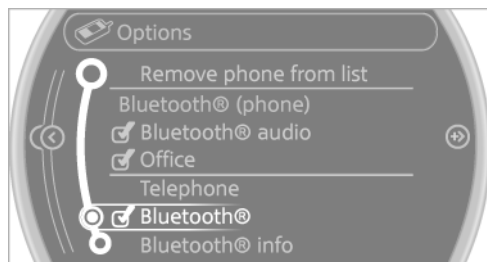 Options
Remove phone from list
Bluetooth® (phone)
Bluetooth® audio
Office
Telephone
Bluetooth®
Bluetooth® info